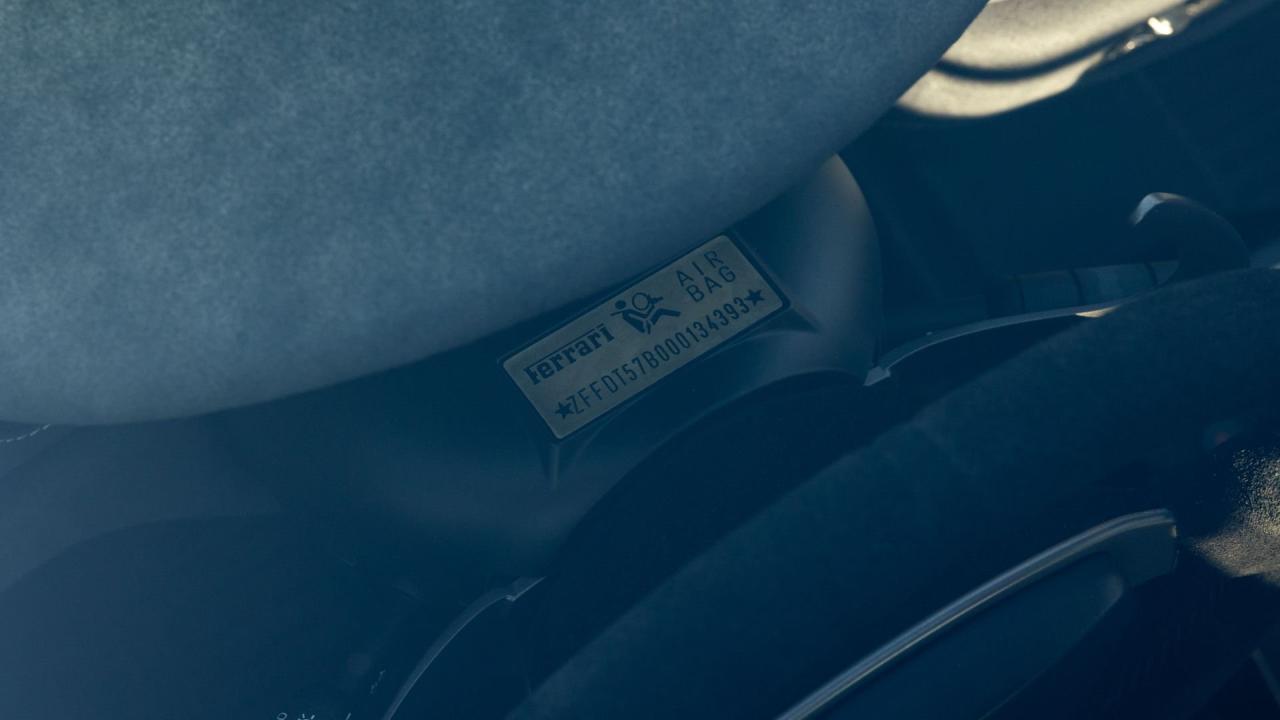 Ferrari
AIR
BAG
★ZFFDT57B000134393★